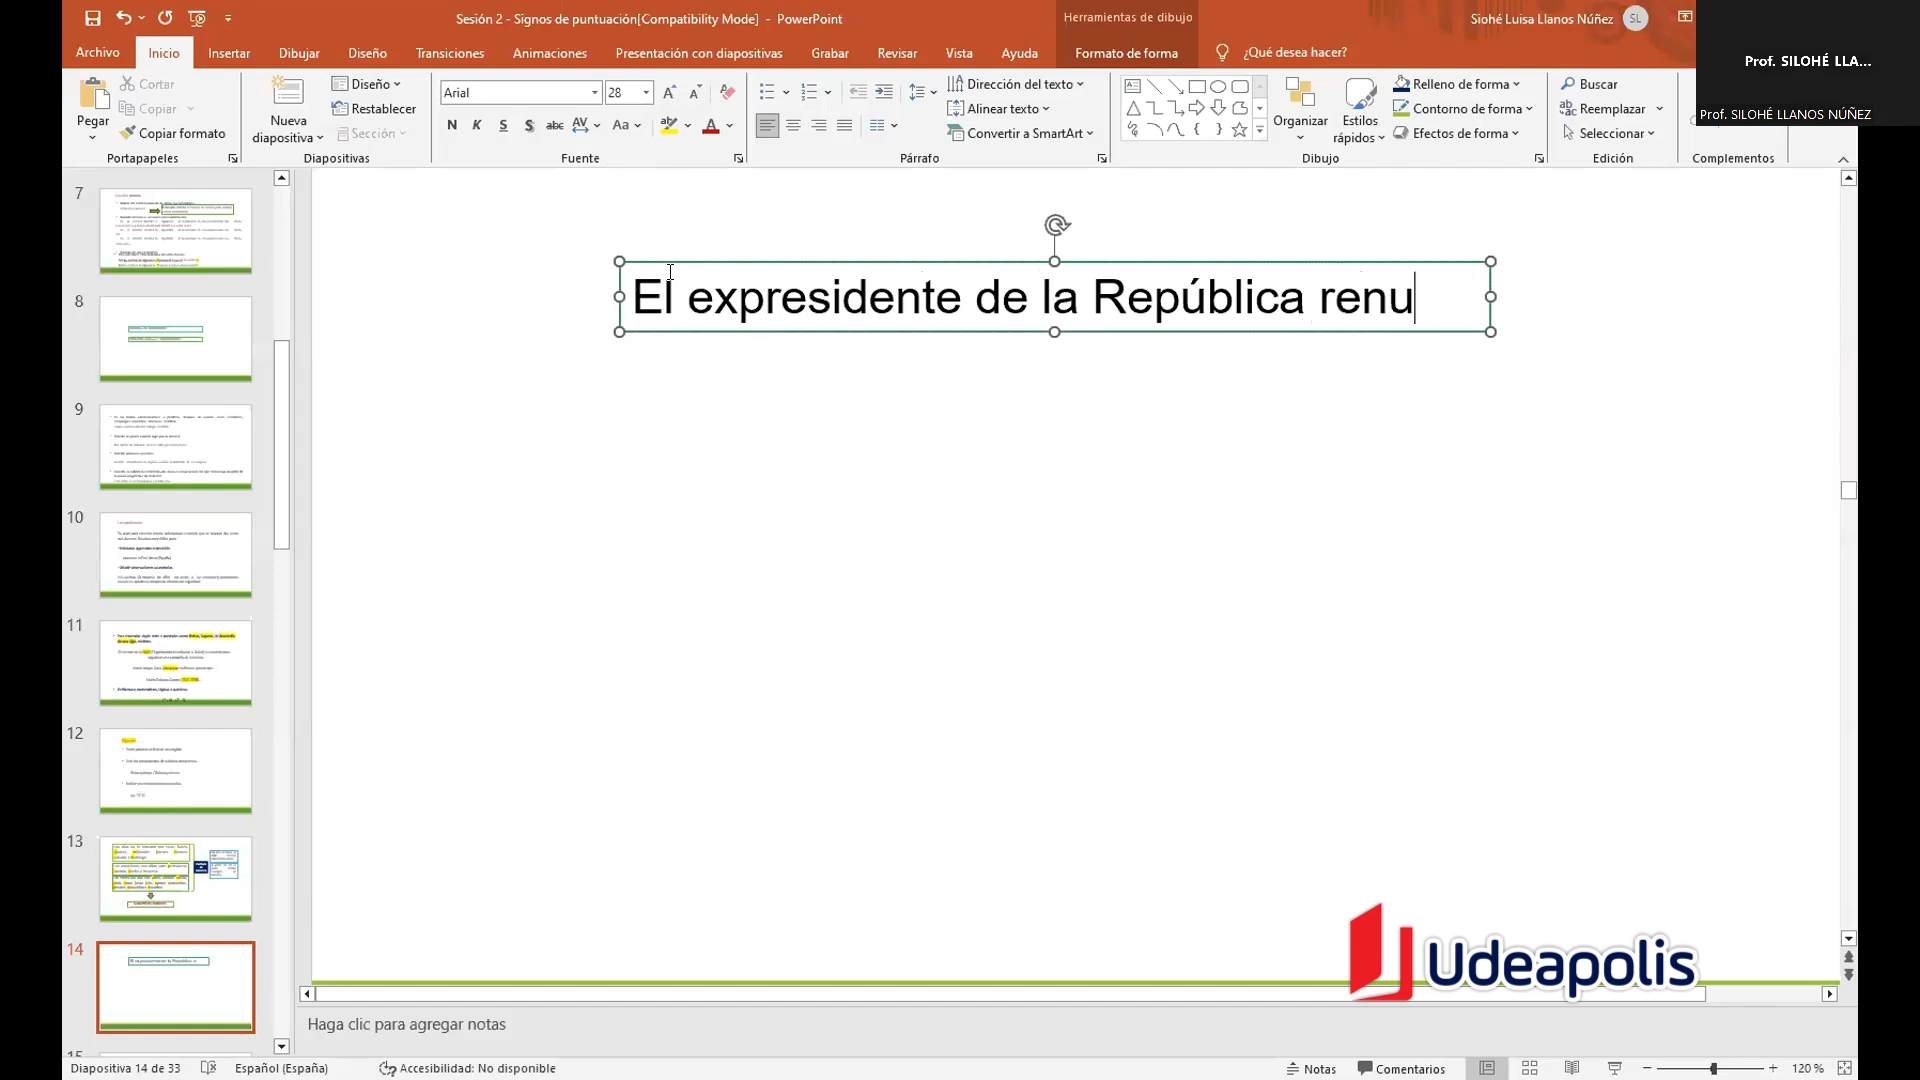 Sesión 2 - Signos de puntuación[Compatibility Mode] - PowerPoint
Herramientas de dibujo
Siohé Luisa Llanos Núñez
SL
Prof. SILOHÉ LLA...
Prof. SILOHÉ LLANOS NÚÑEZ
Archivo
Inicio
Insertar
Dibujar
Diseño
Transiciones
Animaciones
Presentación con diapositivas
Grabar
Revisar
Vista
Ayuda
Formato de forma
¿Qué desea hacer?
Pegar
Cortar
Copiar
Copiar formato
Portapapeles
Nueva
diapositiva
Diseño
Restablecer
Sección
Diapositivas
Arial
28
N K S S abc AV Aa A
Fuente
Dirección del texto
Alinear texto
Convertir a SmartArt
Párrafo
Organizar
Estilos
rápidos
Relleno de forma
Contorno de forma
Efectos de forma
Dibujo
Buscar
Reemplazar
Seleccionar
Edición
Complementos
7
8
9
10
11
12
13
14
El expresidente de la República renu
Udeapolis
Haga clic para agregar notas
Diapositiva 14 de 33
Español (España)
Accesibilidad: No disponible
Notas
Comentarios
120 %